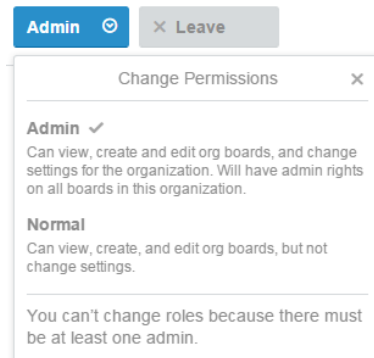 Admin
Leave
Change Permissions
Admin
Can view, create and edit org boards, and change
settings for the organization. Will have admin rights
on all boards in this organization.
Normal
Can view, create, and edit org boards, but not
change settings.
You can't change roles because there must
be at least one admin.